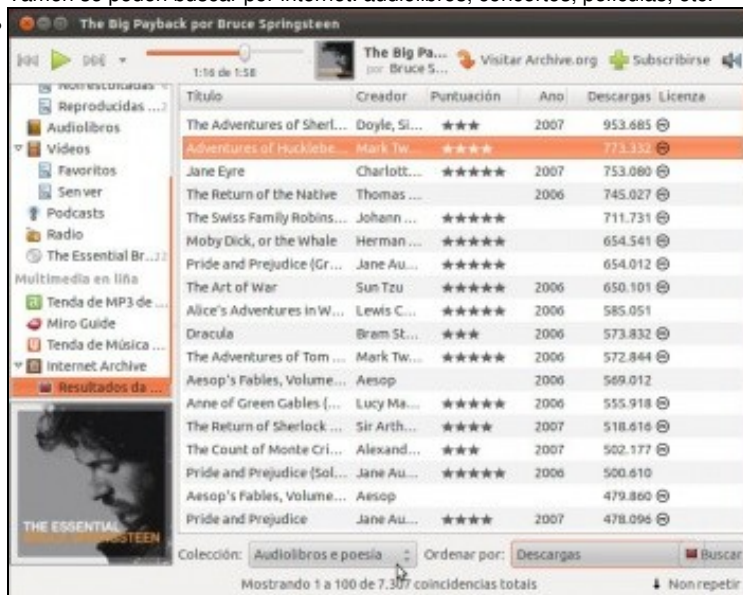 The Big Payback por Bruce Springsteen
1:16 de 1:58
The Big Pa...
por Bruce S...
Visitar Archive.org
Subscribirse
Reproducidas ...
Audiolibros
Vídeos
Favoritos
Sen ver
Podcasts
Radio
The Essential Br...
Multimedia en liña
Tenda de MP3 de ...
Miro Guide
Tenda de Música ...
Internet Archive
Resultados da ...
THE ESSENTIAL
BRUCE SPRINGSTEEN
Título Creador Puntuación Ano Descargas Licenza
The Adventures of Sherl... Doyle, Si... ★★★ 2007 953.685
Adventures of Hucklebe... Mark Tw... ★★★★ 773.332
Jane Eyre Charlott... ★★★★★ 2007 753.080
The Return of the Native Thomas ... 2006 745.027
The Swiss Family Robins... Johann ... ★★★★★ 711.731
Moby Dick, or the Whale Herman ... ★★★★★ 654.541
Pride and Prejudice (Gr... Jane Au... ★★★★★ 654.012
The Art of War Sun Tzu ★★★★★ 2006 650.101
Alice's Adventures in W... Lewis C... ★★★★★ 2006 585.051
Dracula Bram St... ★★★ 2006 573.832
The Adventures of Tom ... Mark Tw... ★★★★★ 2006 572.844
Aesop's Fables, Volume... Aesop 2006 569.012
Anne of Green Gables (... Lucy Ma... ★★★★★ 2006 555.918
The Return of Sherlock ... Sir Arth... ★★★★ 2007 518.616
The Count of Monte Cri... Alexand... ★★★ 2007 502.177
Pride and Prejudice (Sol... Jane Au... ★★★★★ 2006 500.610
Aesop's Fables, Volume... Aesop 479.860
Pride and Prejudice Jane Au... ★★★★ 2007 478.096
Colección: Audiolibros e poesía Ordenar por: Descargas Buscar
Mostrando 1 a 100 de 7.307 coincidencias totais Non repetir